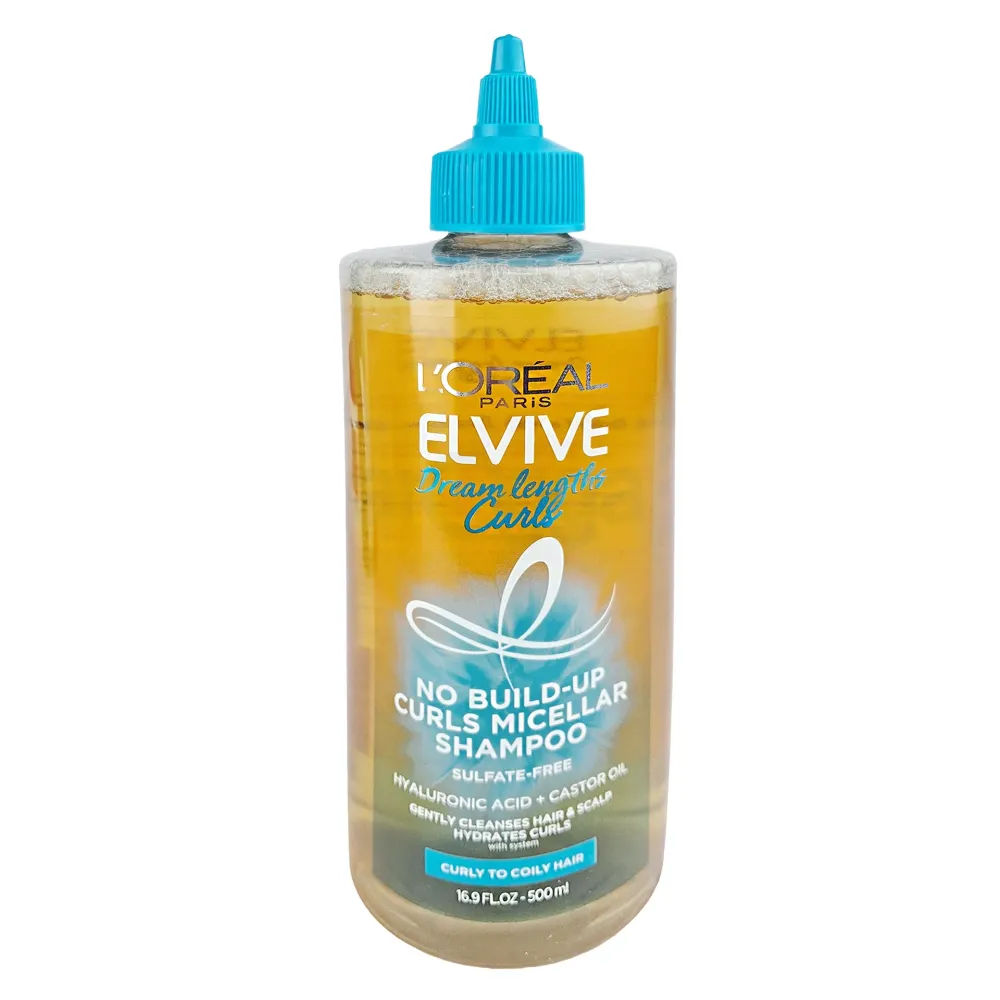 L'ORÉAL
PARIS
ELVIVE
Dream lengths
Curls
NO BUILD-UP
CURLS MICELLAR
SHAMPOO
SULFATE-FREE
HYALURONIC ACID + CASTOR OIL
GENTLY CLEANSES HAIR & SCALP
HYDRATES CURLS
with system
CURLY TO COILY HAIR
16.9 FL.OZ - 500 ml